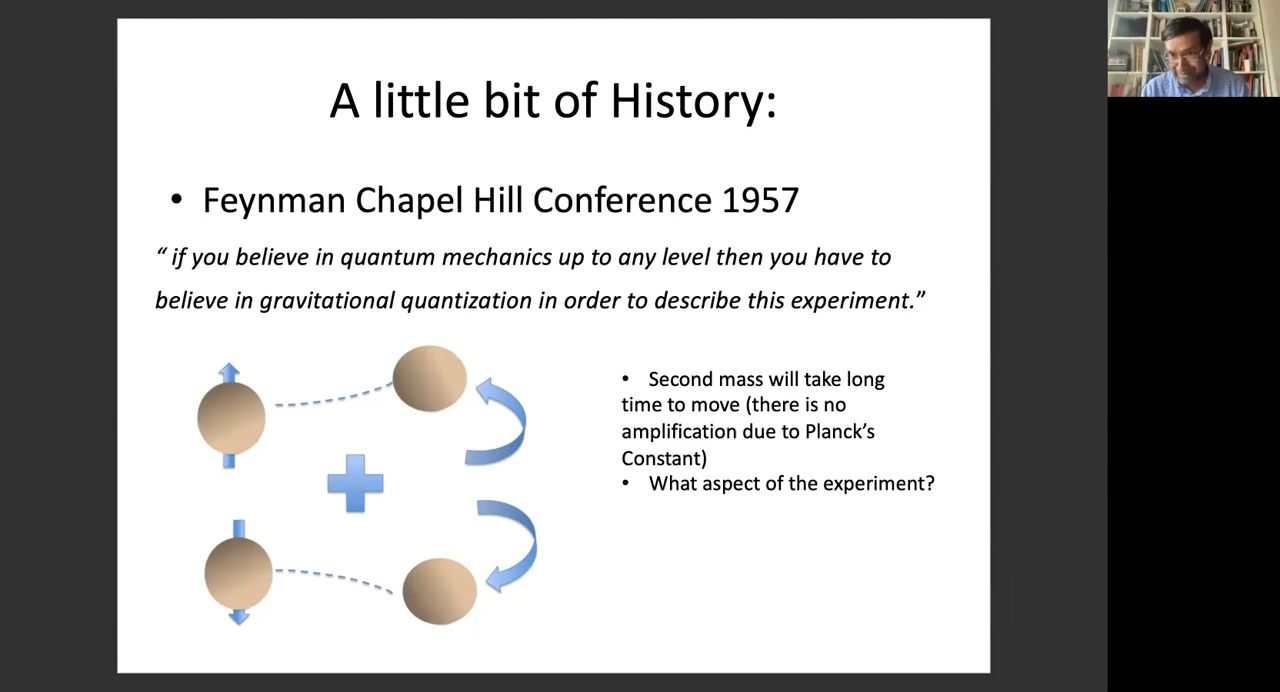 A little bit of History:
• Feynman Chapel Hill Conference 1957
“ if you believe in quantum mechanics up to any level then you have to
believe in gravitational quantization in order to describe this experiment.”
• Second mass will take long
time to move (there is no
amplification due to Planck’s
Constant)
• What aspect of the experiment?